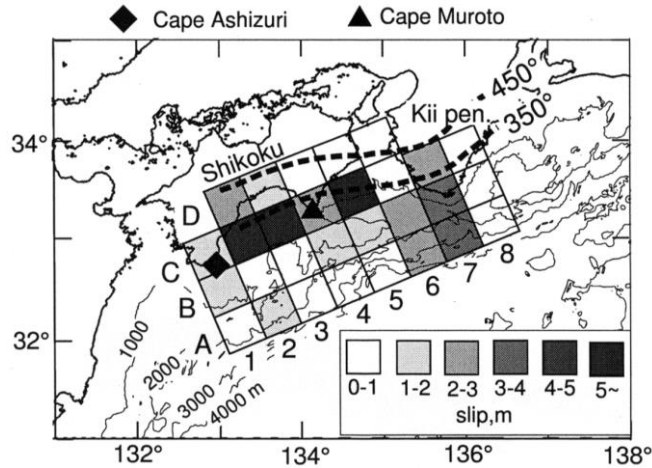 Cape Ashizuri
Cape Muroto
34°
32°
132°
134°
136°
138°
Shikoku
Kii pen.
450°
350°
D
C
B
A
1
2
3
4
5
6
7
8
1000
2000
3000
4000 m
0-1
1-2
2-3
3-4
4-5
5~
slip,m